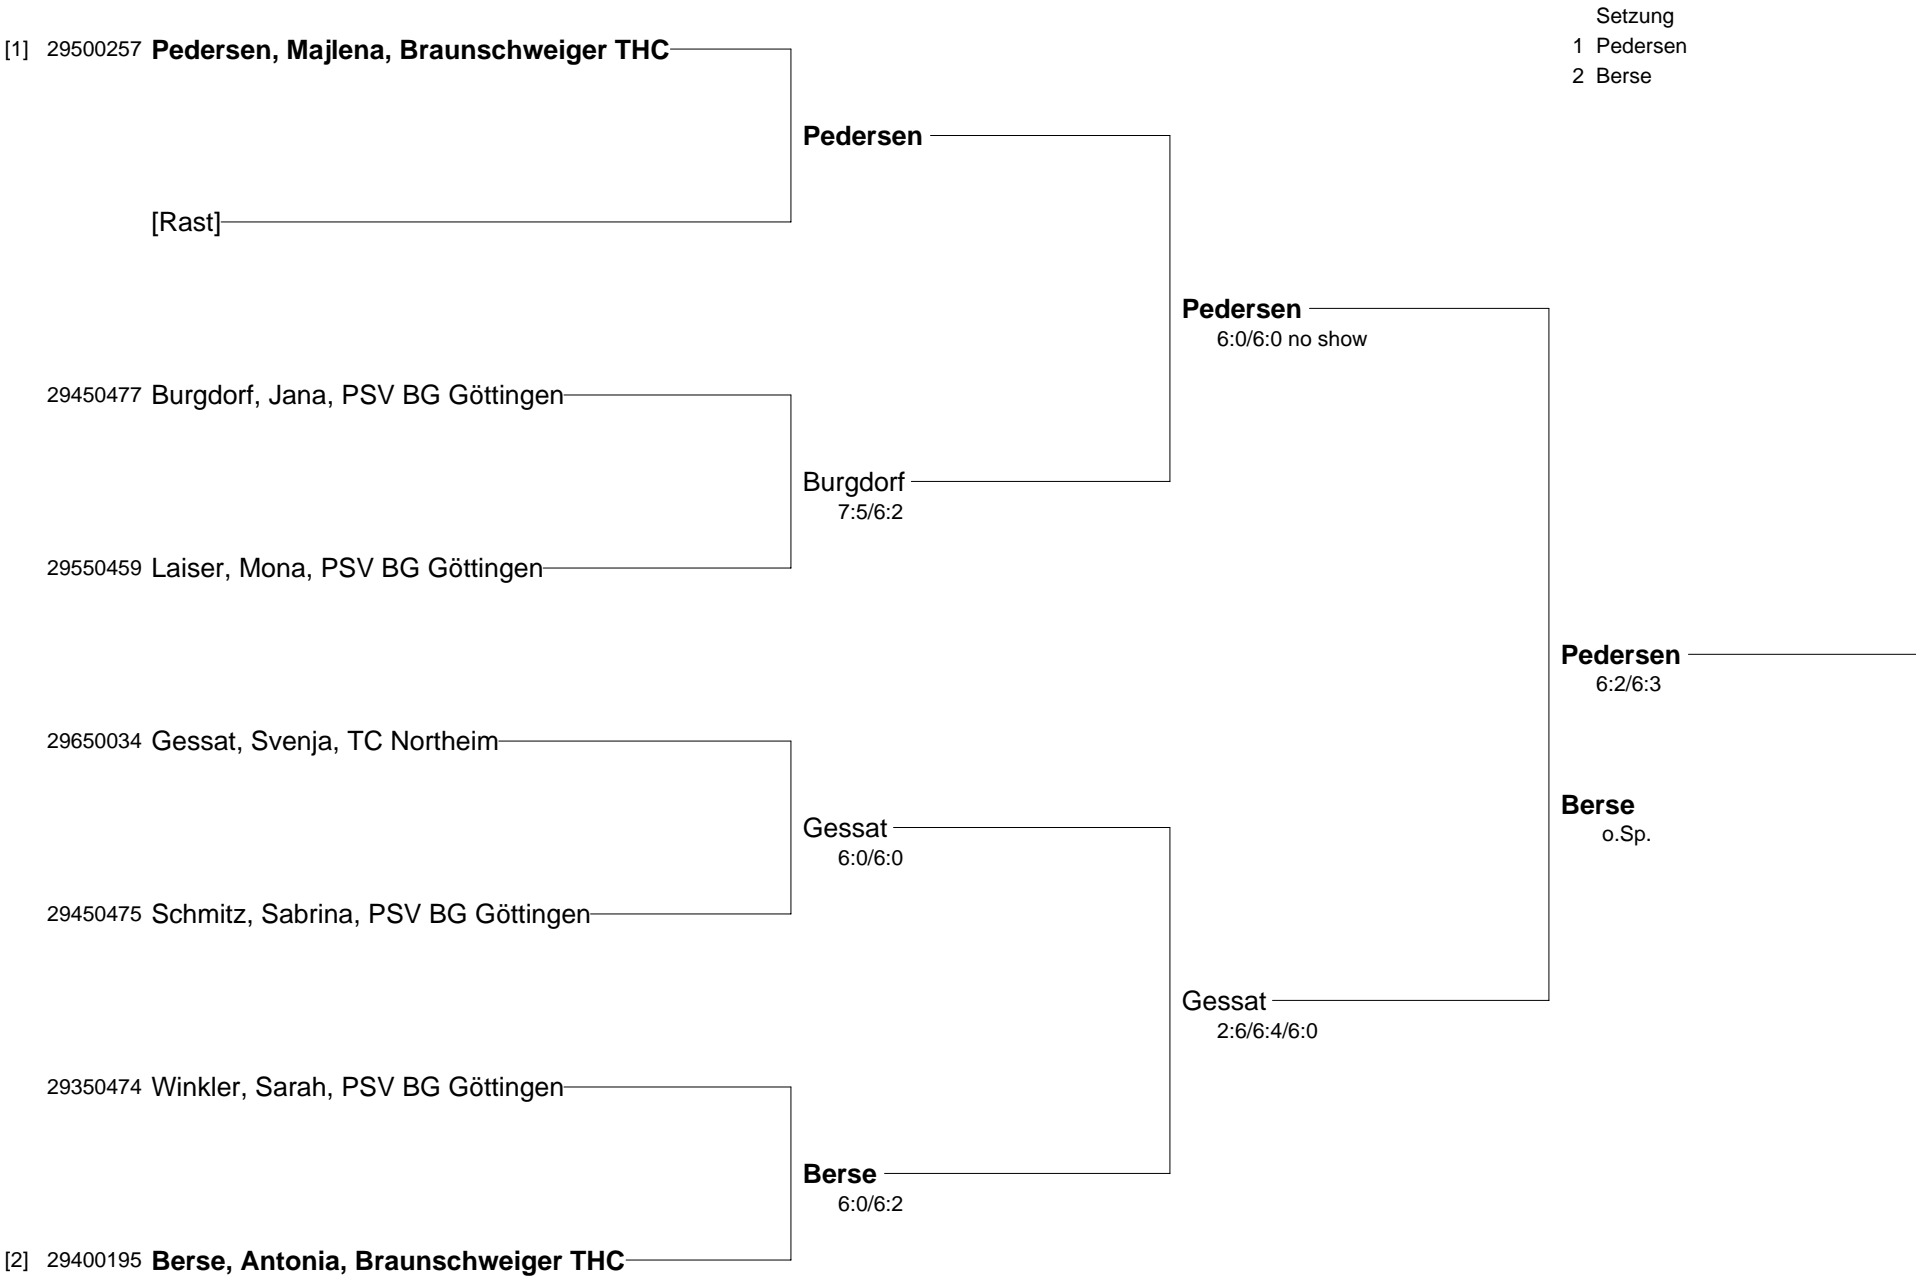 Setzung
1 Pedersen
2 Berse
[1] 29500257 Pedersen, Majlena, Braunschweiger THC
Pedersen
[Rast]
Pedersen
6:0/6:0 no show
29450477 Burgdorf, Jana, PSV BG Göttingen
Burgdorf
7:5/6:2
29550459 Laiser, Mona, PSV BG Göttingen
Pedersen
6:2/6:3
29650034 Gessat, Svenja, TC Northeim
Berse
o.Sp.
Gessat
6:0/6:0
29450475 Schmitz, Sabrina, PSV BG Göttingen
Gessat
2:6/6:4/6:0
29350474 Winkler, Sarah, PSV BG Göttingen
Berse
6:0/6:2
[2] 29400195 Berse, Antonia, Braunschweiger THC